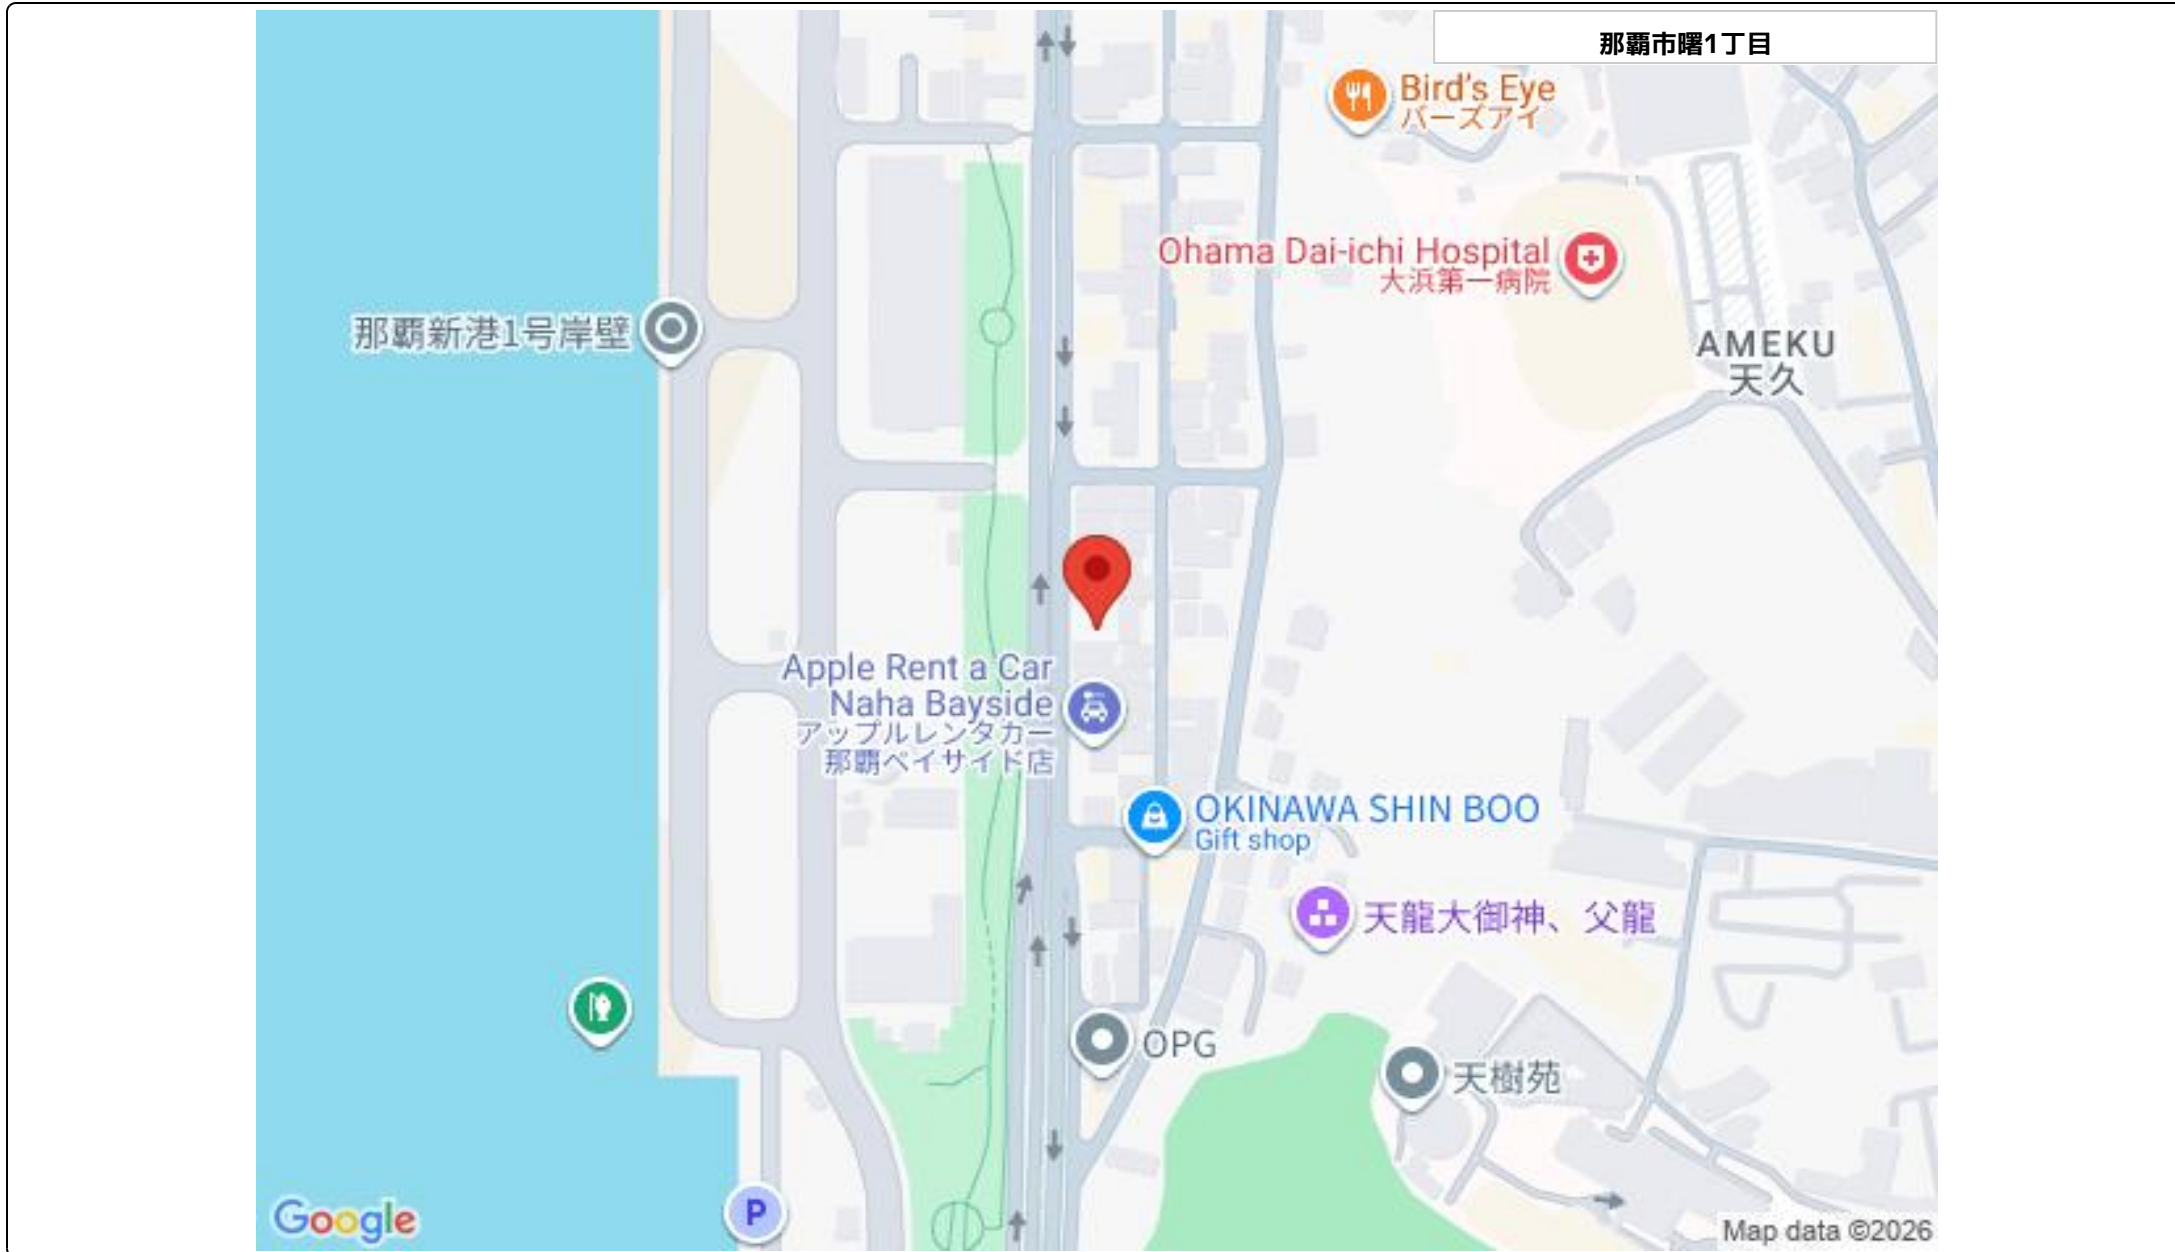 那覇市曙1丁目
Bird's Eye
バーズアイ
Ohama Dai-ichi Hospital
大浜第一病院
那覇新港1号岸壁
AMEKU
天久
Apple Rent a Car
Naha Bayside
アップルレンタカー
那覇ベイサイド店
OKINAWA SHIN BOO
Gift shop
天龍大御神、父龍
OPG
天樹苑
P
Google
Map data ©2026